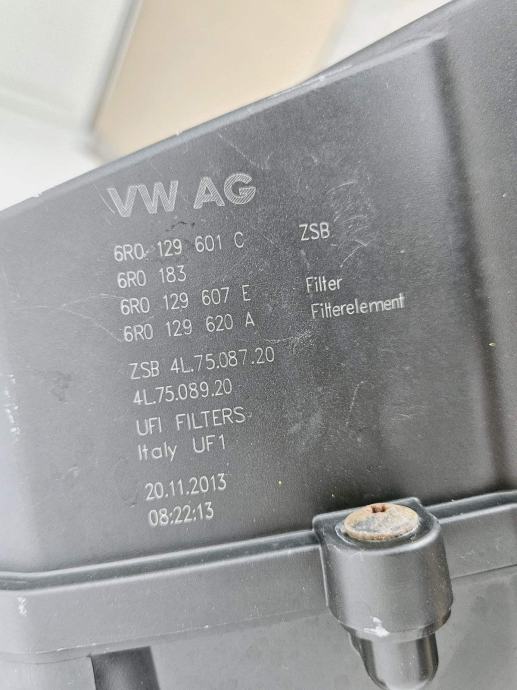 VW AG
6R0 129 601 C ZSB
6R0 183
6R0 129 607 E Filter
6R0 129 620 A Filterelement
ZSB 4L.75.087.20
4L.75.089.20
UFI FILTERS
Italy UF1
20.11.2013
08:22:13